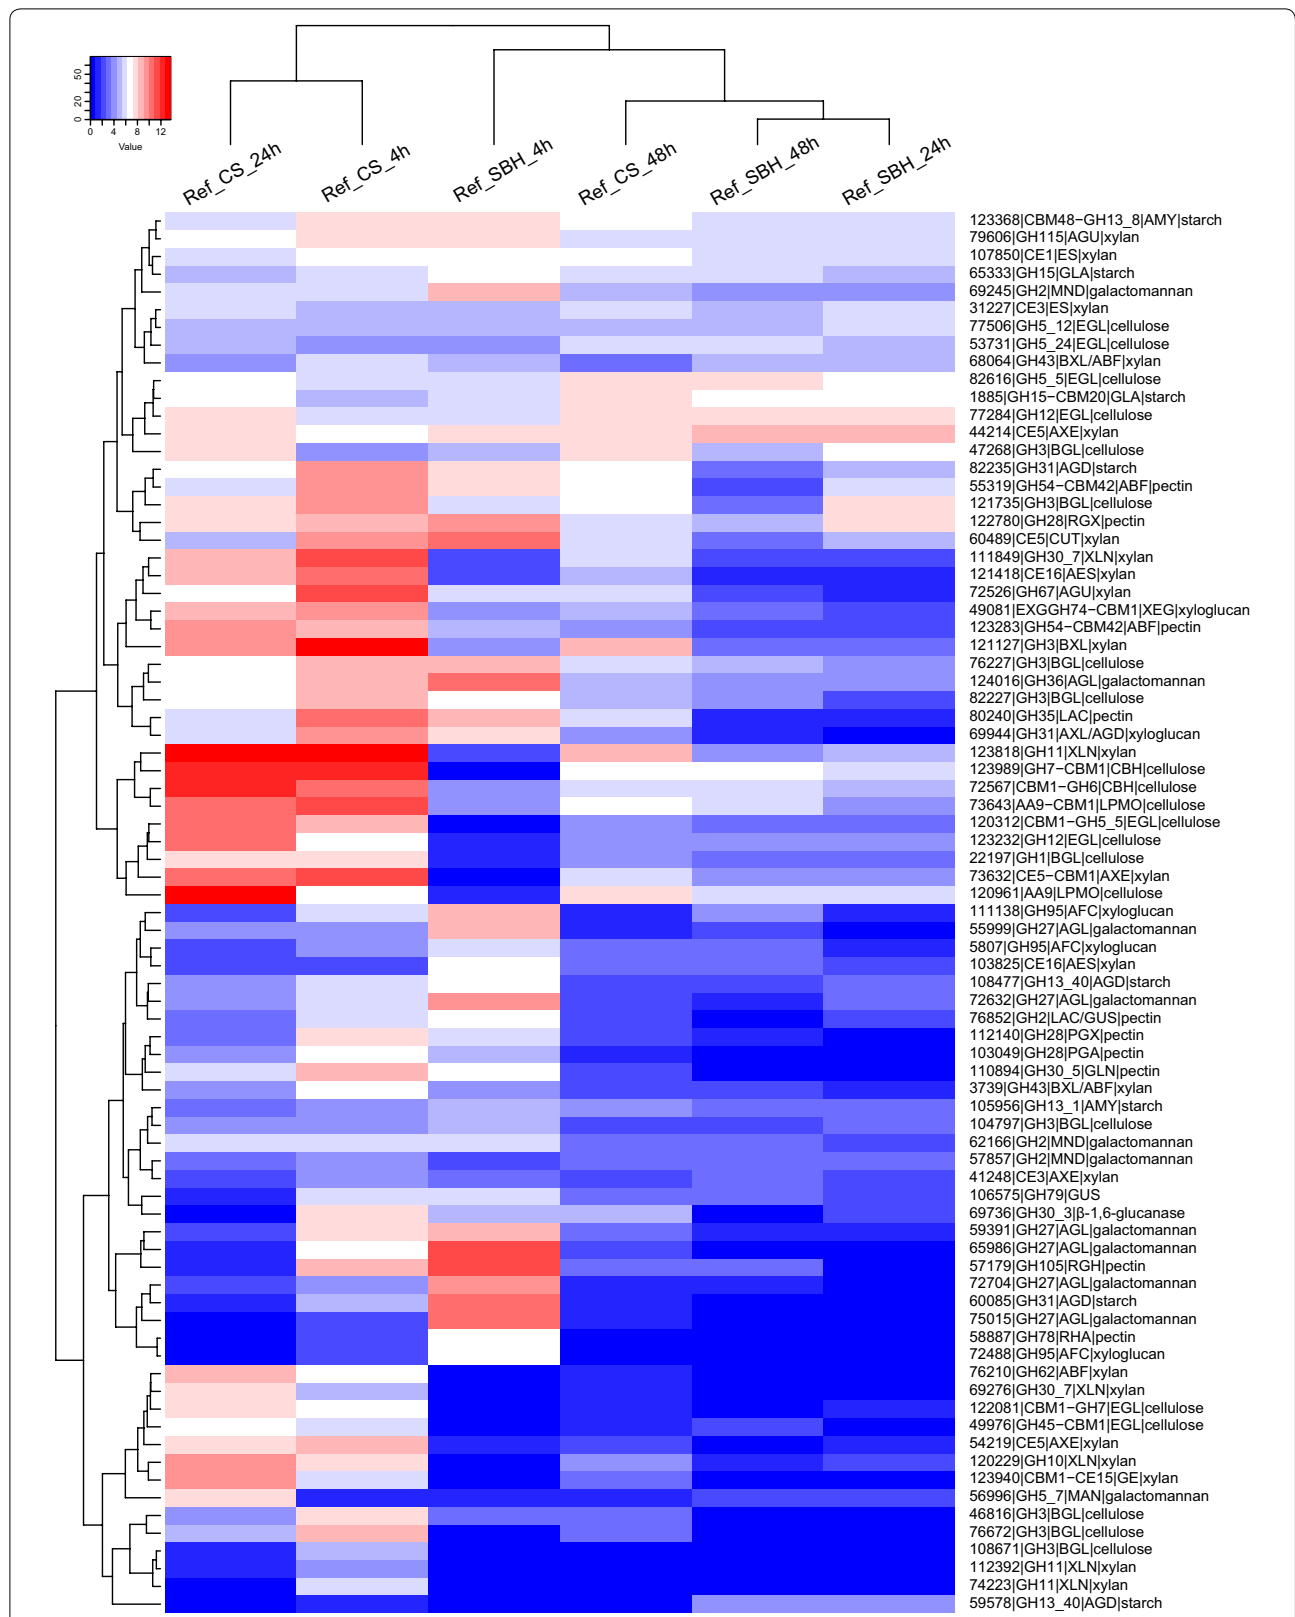 0 20 50
0 4 8 12
Value
Ref_CS_24h
Ref_CS_4h
Ref_SBH_4h
Ref_CS_48h
Ref_SBH_48h
Ref_SBH_24h
123368|CBM48−GH13_8|AMY|starch
79606|GH115|AGU|xylan
107850|CE1|ES|xylan
65333|GH15|GLA|starch
69245|GH2|MND|galactomannan
31227|CE3|ES|xylan
77506|GH5_12|EGL|cellulose
53731|GH5_24|EGL|cellulose
68064|GH43|BXL/ABF|xylan
82616|GH5_5|EGL|cellulose
1885|GH15−CBM20|GLA|starch
77284|GH12|EGL|cellulose
44214|CE5|AXE|xylan
47268|GH3|BGL|cellulose
82235|GH31|AGD|starch
55319|GH54−CBM42|ABF|pectin
121735|GH3|BGL|cellulose
122780|GH28|RGX|pectin
60489|CE5|CUT|xylan
111849|GH30_7|XLN|xylan
121418|CE16|AES|xylan
72526|GH67|AGU|xylan
49081|EXGGH74−CBM1|XEG|xyloglucan
123283|GH54−CBM42|ABF|pectin
121127|GH3|BXL|xylan
76227|GH3|BGL|cellulose
124016|GH36|AGL|galactomannan
82227|GH3|BGL|cellulose
80240|GH35|LAC|pectin
69944|GH31|AXL/AGD|xyloglucan
123818|GH11|XLN|xylan
123989|GH7−CBM1|CBH|cellulose
72567|CBM1−GH6|CBH|cellulose
73643|AA9−CBM1|LPMO|cellulose
120312|CBM1−GH5_5|EGL|cellulose
123232|GH12|EGL|cellulose
22197|GH1|BGL|cellulose
73632|CE5−CBM1|AXE|xylan
120961|AA9|LPMO|cellulose
111138|GH95|AFC|xyloglucan
55999|GH27|AGL|galactomannan
5807|GH95|AFC|xyloglucan
103825|CE16|AES|xylan
108477|GH13_40|AGD|starch
72632|GH27|AGL|galactomannan
76852|GH2|LAC/GUS|pectin
112140|GH28|PGX|pectin
103049|GH28|PGA|pectin
110894|GH30_5|GLN|pectin
3739|GH43|BXL/ABF|xylan
105956|GH13_1|AMY|starch
104797|GH3|BGL|cellulose
62166|GH2|MND|galactomannan
57857|GH2|MND|galactomannan
41248|CE3|AXE|xylan
106575|GH79|GUS
69736|GH30_3|β-1,6-glucanase
59391|GH27|AGL|galactomannan
65986|GH27|AGL|galactomannan
57179|GH105|RGH|pectin
72704|GH27|AGL|galactomannan
60085|GH31|AGD|starch
75015|GH27|AGL|galactomannan
58887|GH78|RHA|pectin
72488|GH95|AFC|xyloglucan
76210|GH62|ABF|xylan
69276|GH30_7|XLN|xylan
122081|CBM1−GH7|EGL|cellulose
49976|GH45−CBM1|EGL|cellulose
54219|CE5|AXE|xylan
120229|GH10|XLN|xylan
123940|CBM1−CE15|GE|xylan
56996|GH5_7|MAN|galactomannan
46816|GH3|BGL|cellulose
76672|GH3|BGL|cellulose
108671|GH3|BGL|cellulose
112392|GH11|XLN|xylan
74223|GH11|XLN|xylan
59578|GH13_40|AGD|starch